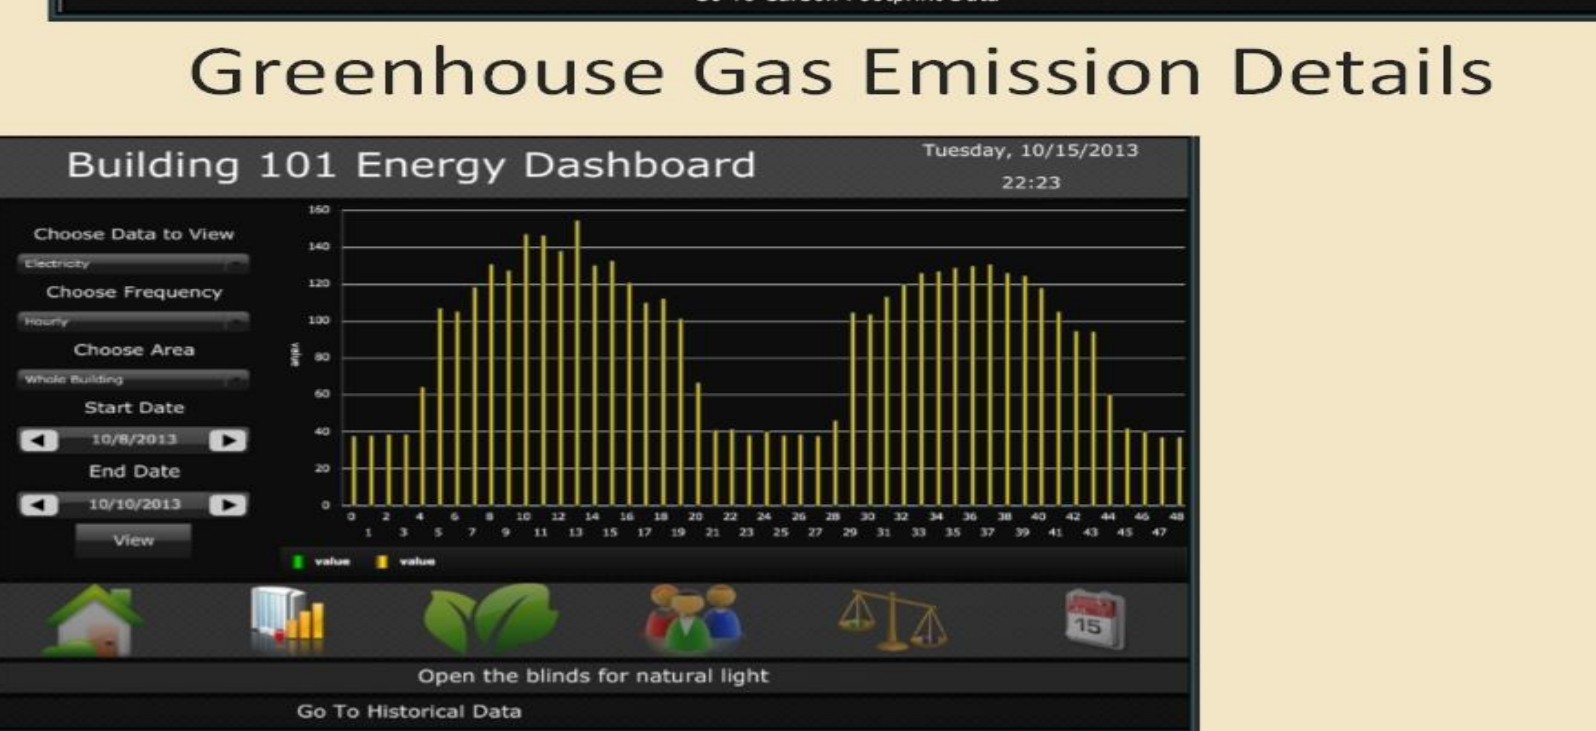 Go To Carbon Footprint Data
Greenhouse Gas Emission Details
Building 101 Energy Dashboard
Tuesday, 10/15/2013
22:23
Choose Data to View
Electricity
Choose Frequency
Hourly
Choose Area
Whole Building
Start Date
10/8/2013
End Date
10/10/2013
View
160
140
120
100
80
60
40
20
0
value
0 2 4 6 8 10 12 14 16 18 20 22 24 26 28 30 32 34 36 38 40 42 44 46 48
1 3 5 7 9 11 13 15 17 19 21 23 25 27 29 31 33 35 37 39 41 43 45 47
value value
15
Open the blinds for natural light
Go To Historical Data